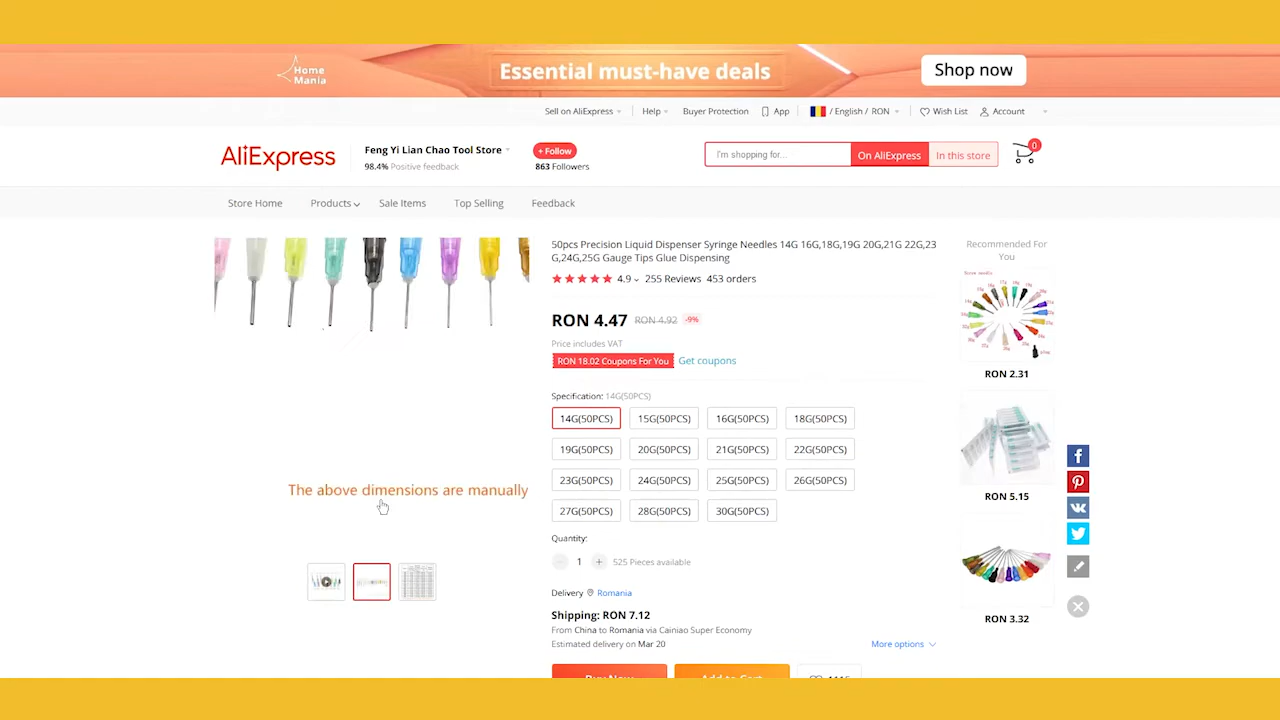 Home
Mania
Essential must-have deals
Shop now
Sell on AliExpress
Help
Buyer Protection
App
/ English / RON
Wish List
Account
AliExpress
Feng Yi Lian Chao Tool Store
98.4% Positive feedback
+ Follow
863 Followers
I'm shopping for...
On AliExpress
In this store
0
Store Home
Products
Sale Items
Top Selling
Feedback
50pcs Precision Liquid Dispenser Syringe Needles 14G 16G,18G,19G 20G,21G 22G,23
G,24G,25G Gauge Tips Glue Dispensing
4.9
255 Reviews
453 orders
RON 4.47
RON 4.92
-9%
Price includes VAT
RON 18.02 Coupons For You
Get coupons
Specification: 14G(50PCS)
14G(50PCS)
15G(50PCS)
16G(50PCS)
18G(50PCS)
19G(50PCS)
20G(50PCS)
21G(50PCS)
22G(50PCS)
23G(50PCS)
24G(50PCS)
25G(50PCS)
26G(50PCS)
27G(50PCS)
28G(50PCS)
30G(50PCS)
The above dimensions are manually
Quantity:
1
525 Pieces available
Delivery
Romania
Shipping: RON 7.12
From China to Romania via Cainiao Super Economy
Estimated delivery on Mar 20
More options
Buy Now
Add to Cart
Recommended For
You
RON 2.31
RON 5.15
RON 3.32